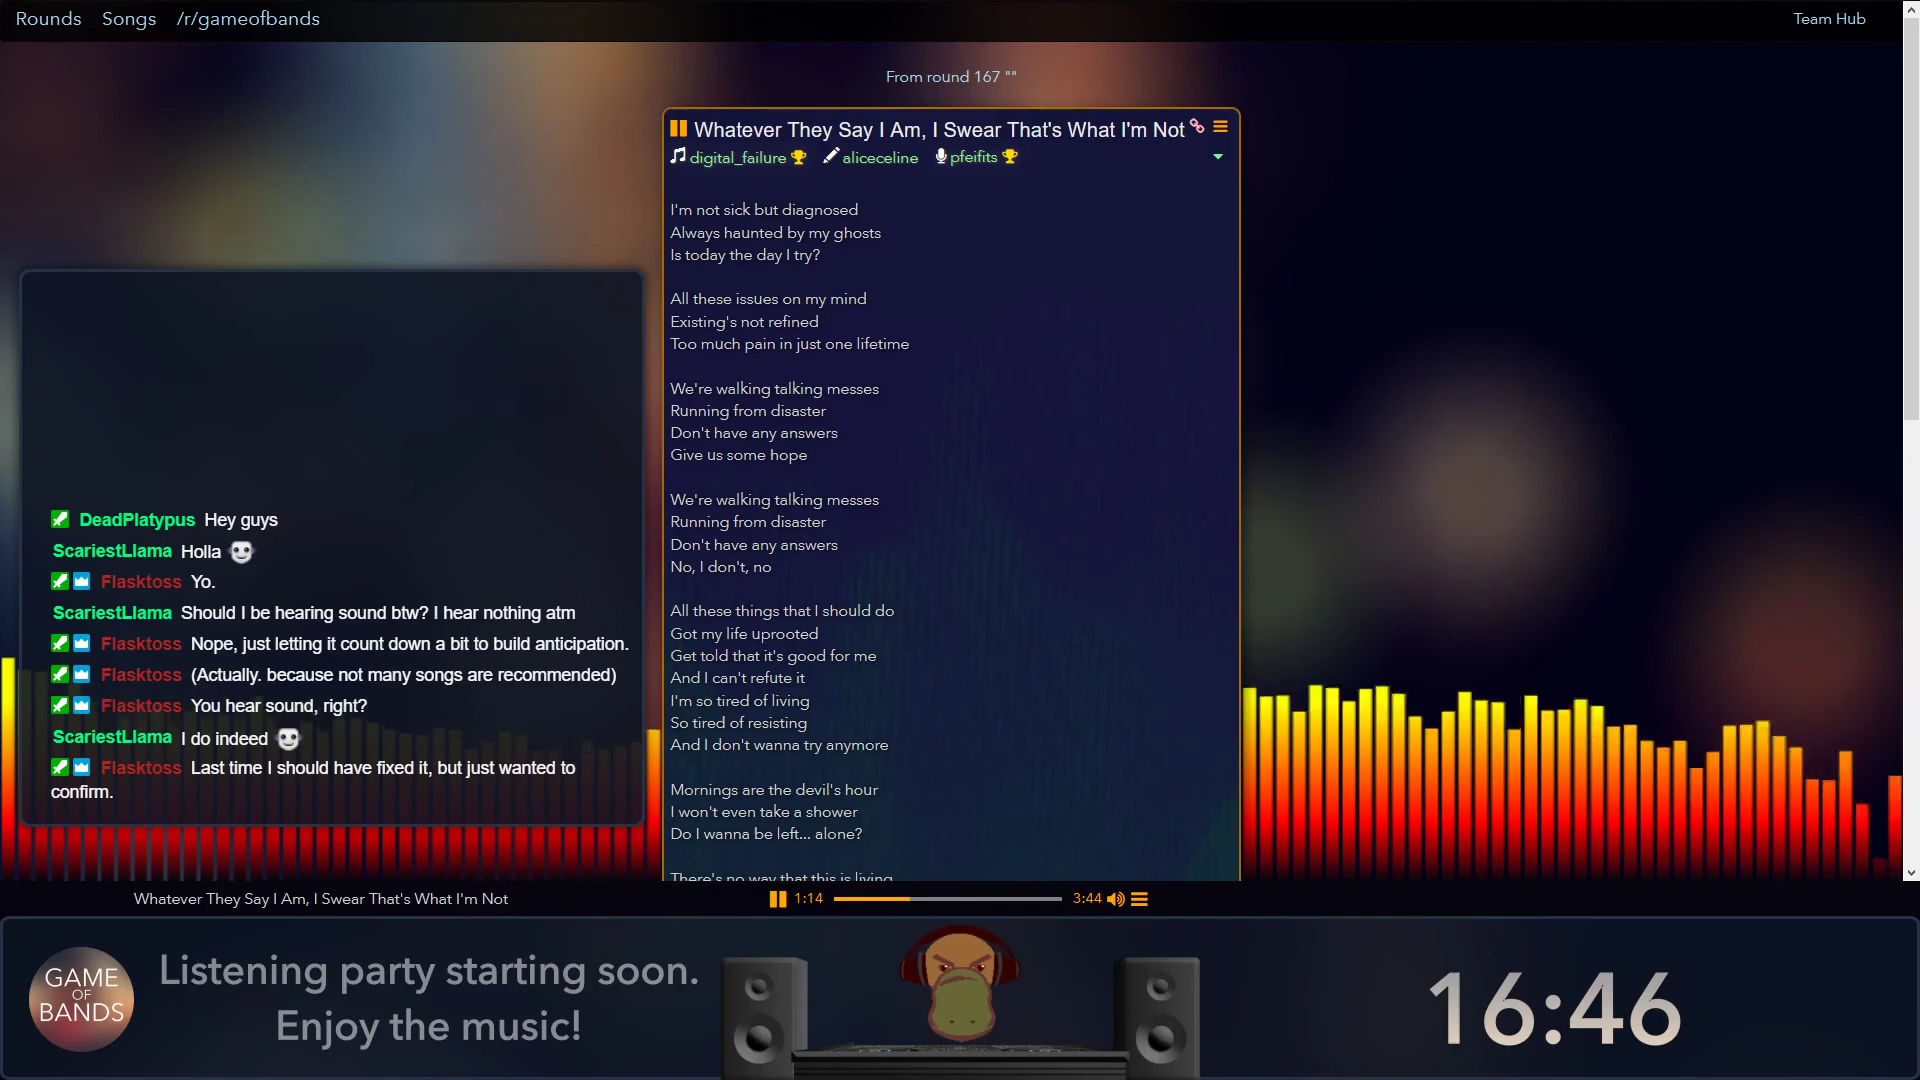 Rounds Songs /r/gameofbands Team Hub
From round 167 ""
Whatever They Say I Am, I Swear That's What I'm Not
digital_failure aliceceline pfeifits
I'm not sick but diagnosed
Always haunted by my ghosts
Is today the day I try?
All these issues on my mind
Existing's not refined
Too much pain in just one lifetime
We're walking talking messes
Running from disaster
Don't have any answers
Give us some hope
We're walking talking messes
Running from disaster
Don't have any answers
No, I don't, no
All these things that I should do
Got my life uprooted
Get told that it's good for me
And I can't refute it
I'm so tired of living
So tired of resisting
And I don't wanna try anymore
Mornings are the devil's hour
I won't even take a shower
Do I wanna be left... alone?
There's no way that this is living
DeadPlatypus Hey guys
ScariestLlama Holla
Flasktoss Yo.
ScariestLlama Should I be hearing sound btw? I hear nothing atm
Flasktoss Nope, just letting it count down a bit to build anticipation.
Flasktoss (Actually. because not many songs are recommended)
Flasktoss You hear sound, right?
ScariestLlama I do indeed
Flasktoss Last time I should have fixed it, but just wanted to
confirm.
Whatever They Say I Am, I Swear That's What I'm Not 1:14 3:44
GAME
OF
BANDS
Listening party starting soon.
Enjoy the music!
16:46